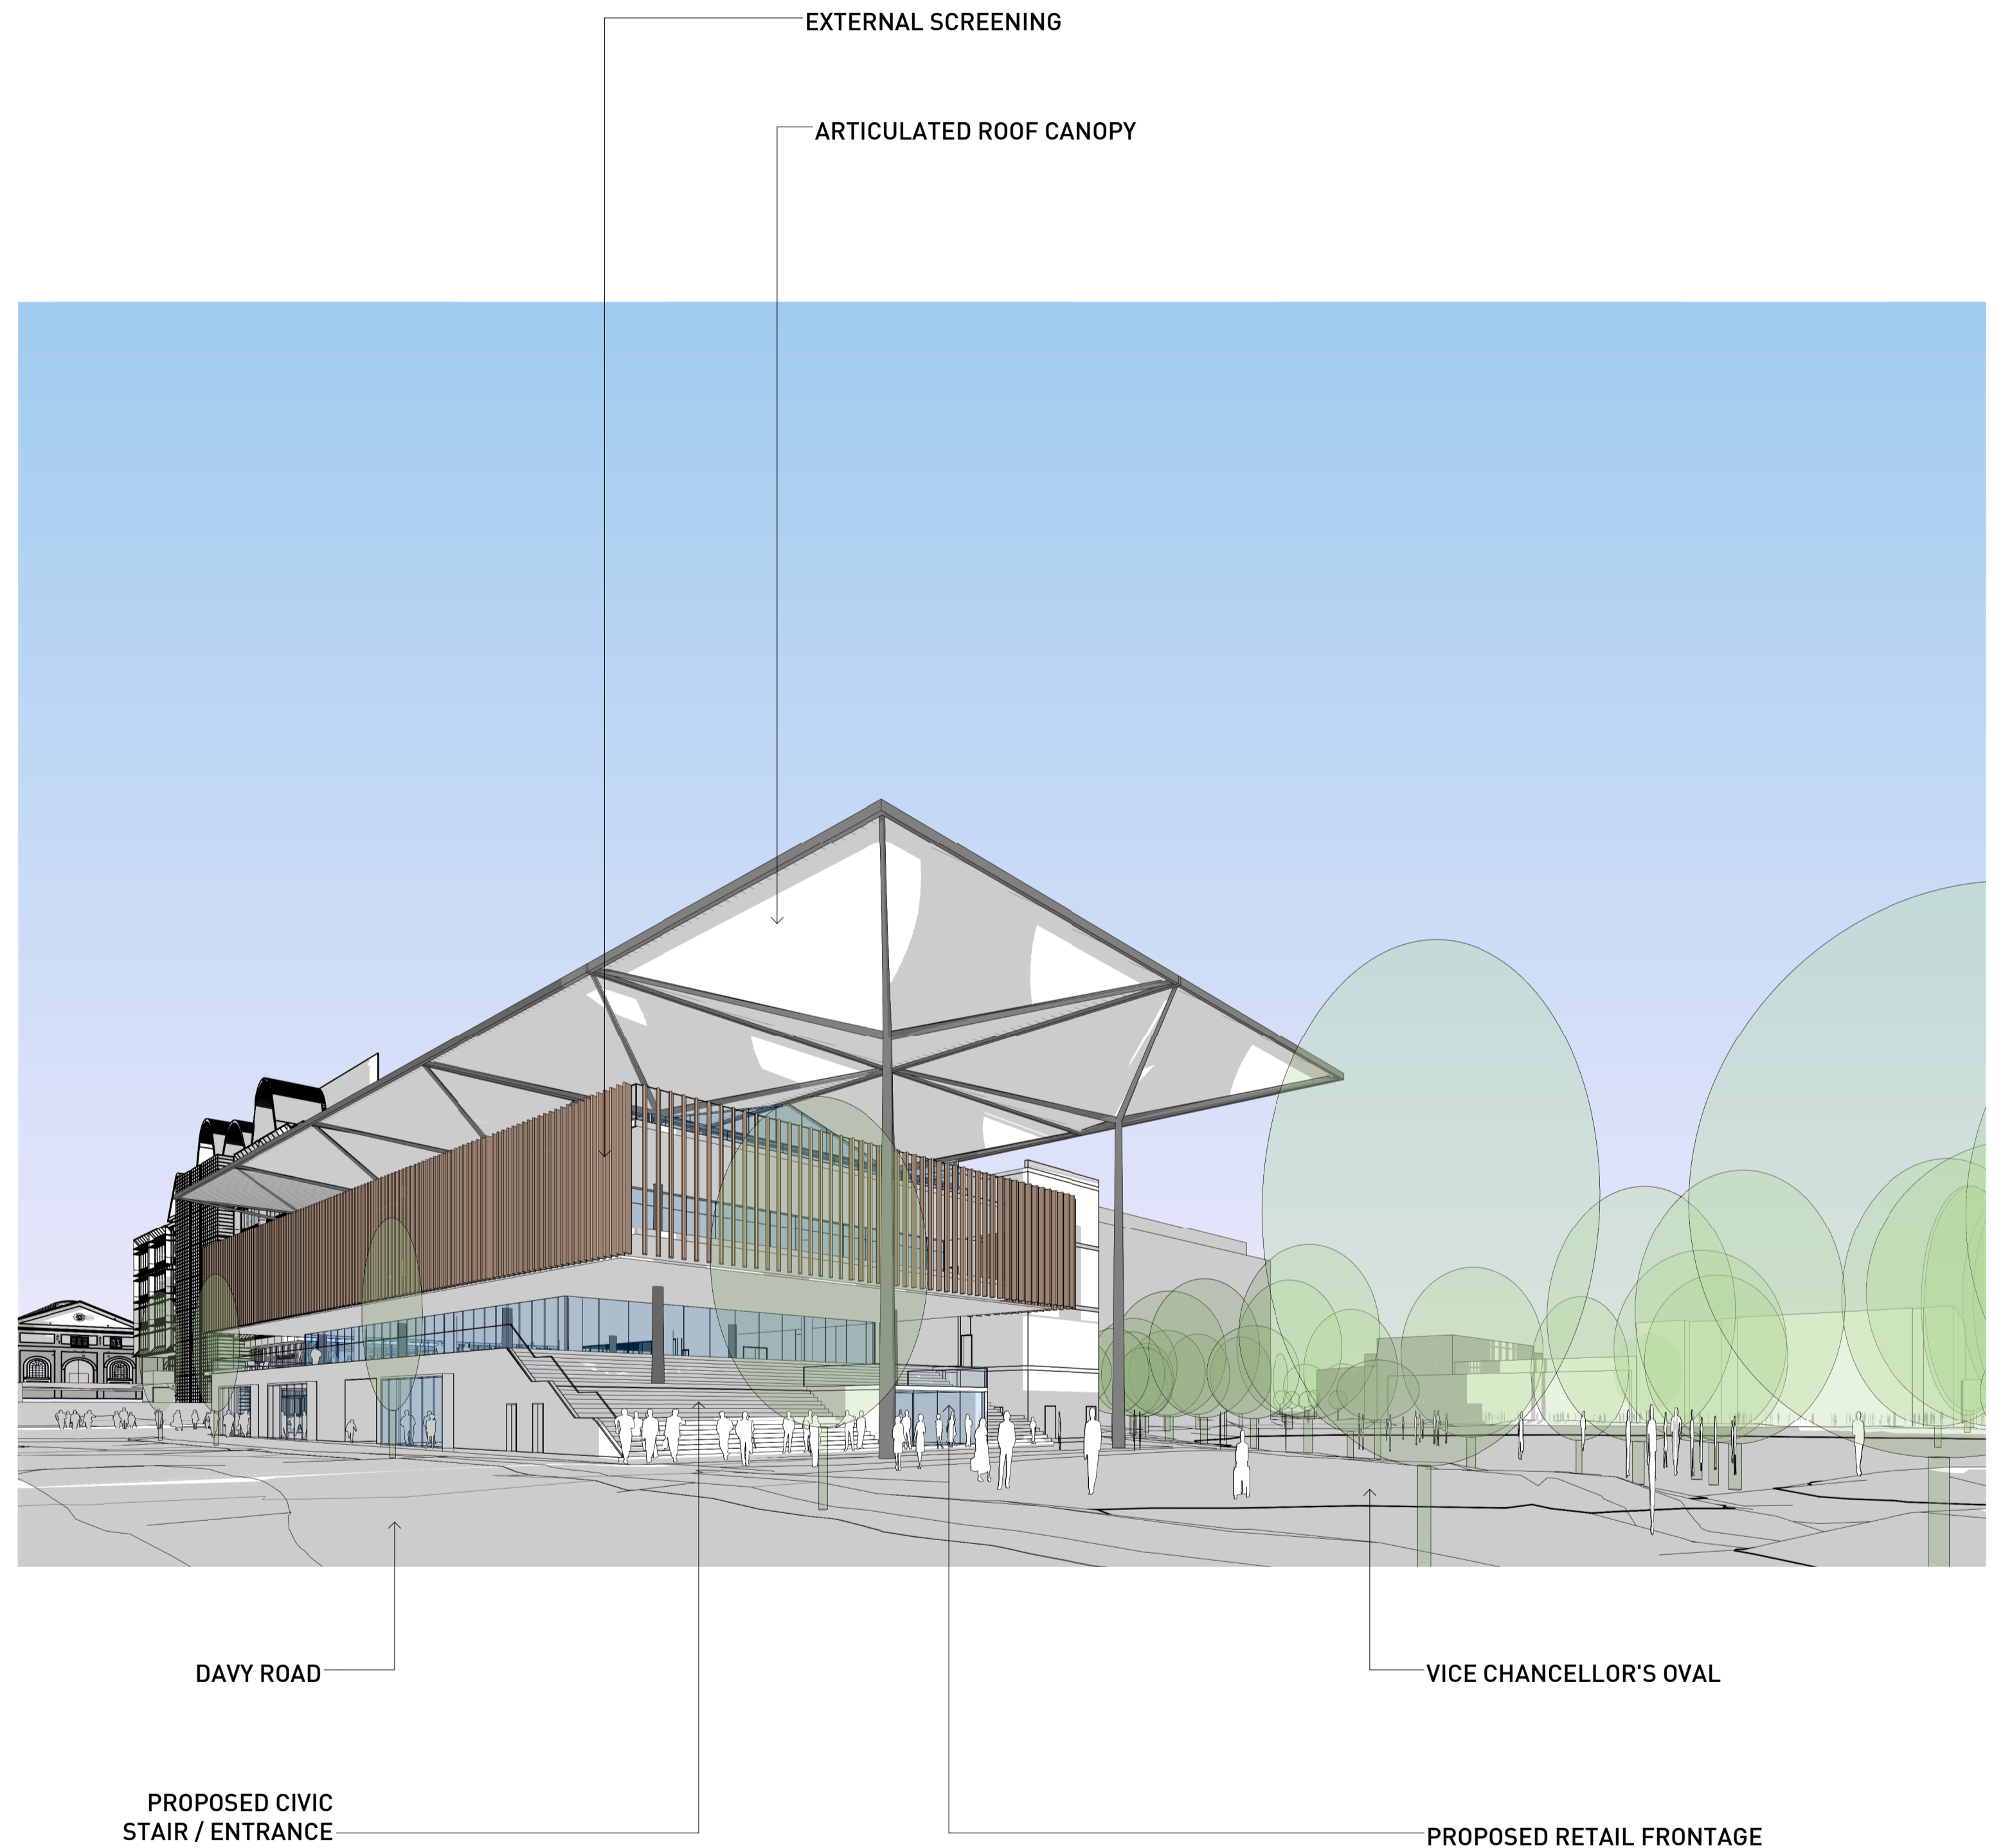 EXTERNAL SCREENING
ARTICULATED ROOF CANOPY
DAVY ROAD
VICE CHANCELLOR'S OVAL
PROPOSED CIVIC
STAIR / ENTRANCE
PROPOSED RETAIL FRONTAGE